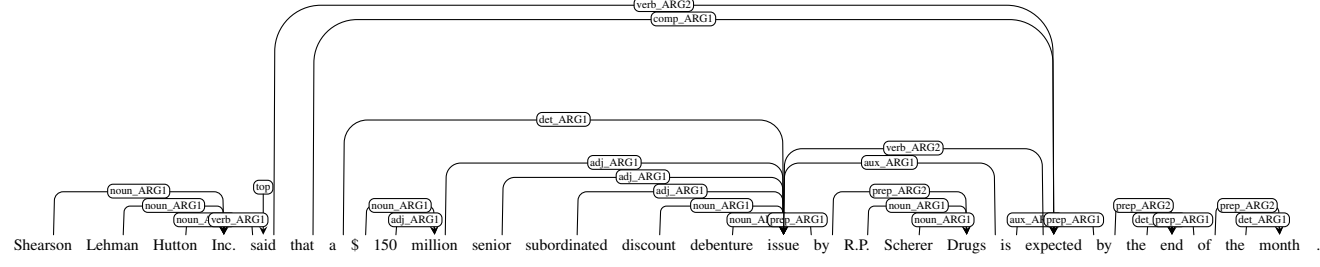 verb_ARG2
comp_ARG1
det_ARG1
verb_ARG2
adj_ARG1 aux_ARG1
adj_ARG1
top
noun_ARG1 adj_ARG1 prep_ARG2
noun_ARG1 noun_ARG1 noun_ARG1 noun_ARG1 prep_ARG2 prep_ARG2
verb_ARG1 adj_ARG1 prep_ARG1 noun_ARG1 prep_ARG1 prep_ARG1 det_ARG1
Shearson Lehman Hutton Inc. said that a $ 150 million senior subordinated discount debenture issue by R.P. Scherer Drugs is expected by the end of the month .